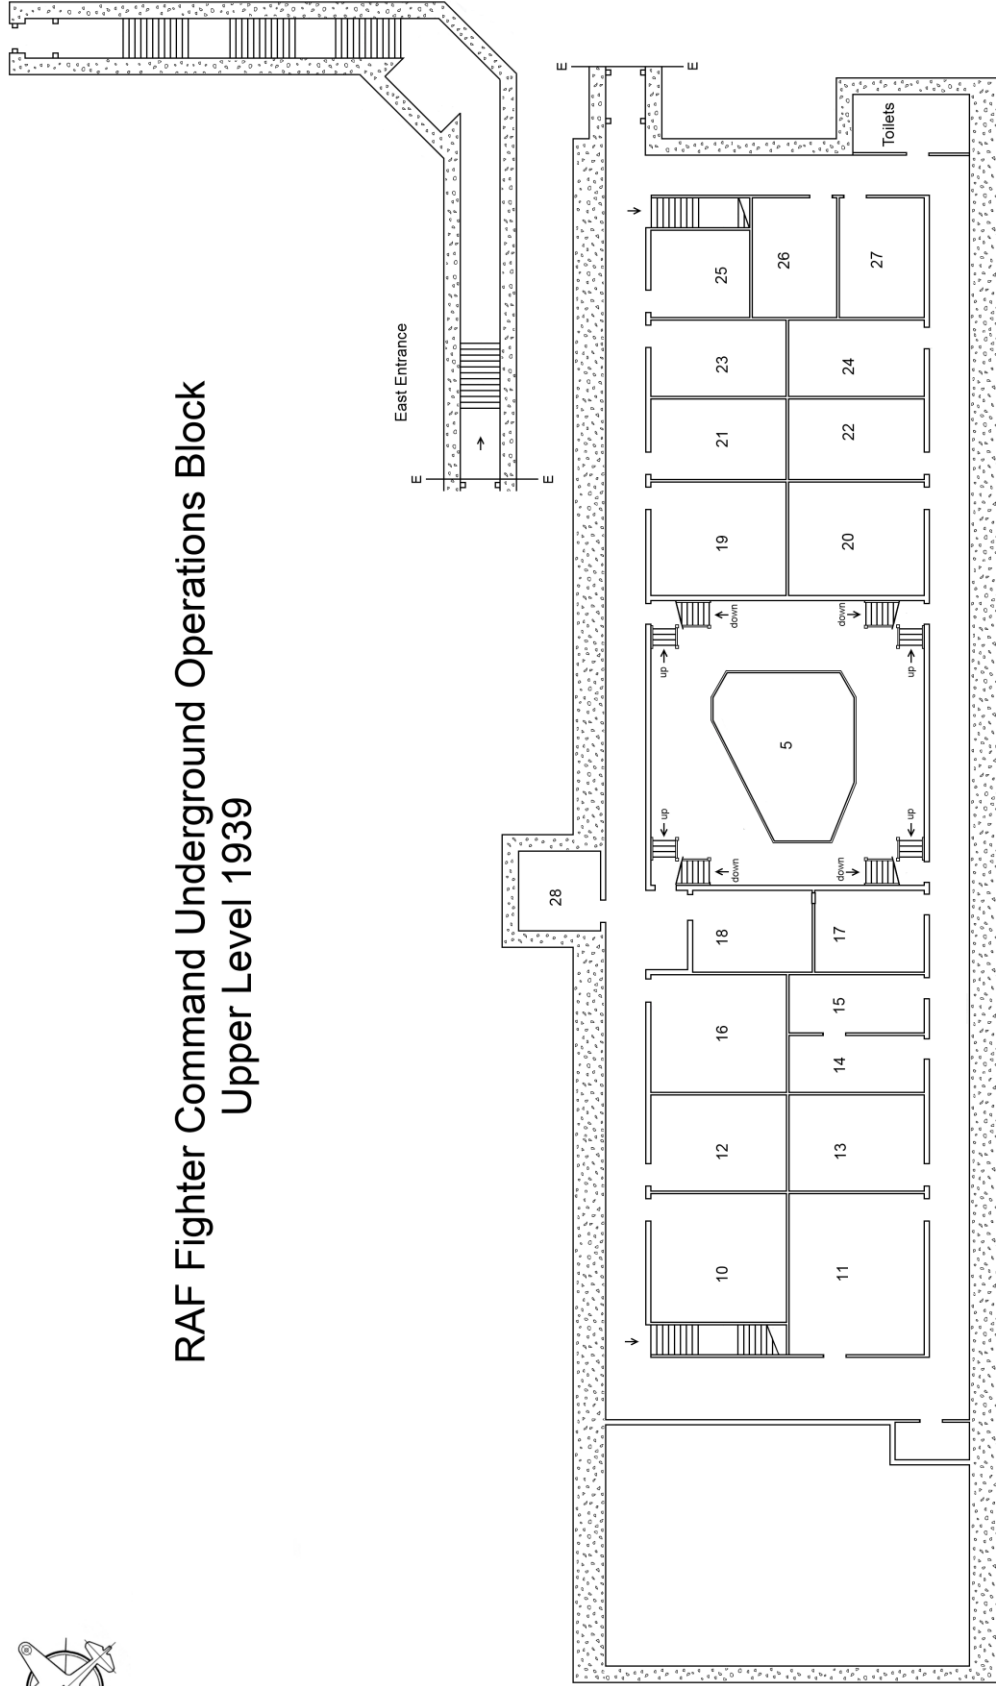 RAF Fighter Command Underground Operations Block
Upper Level 1939
East Entrance
E
E
E
E
Toilets
28
10
12
16
18
up
down
up
down
19
21
23
25
26
5
11
13
14
15
17
down
up
down
up
20
22
24
27